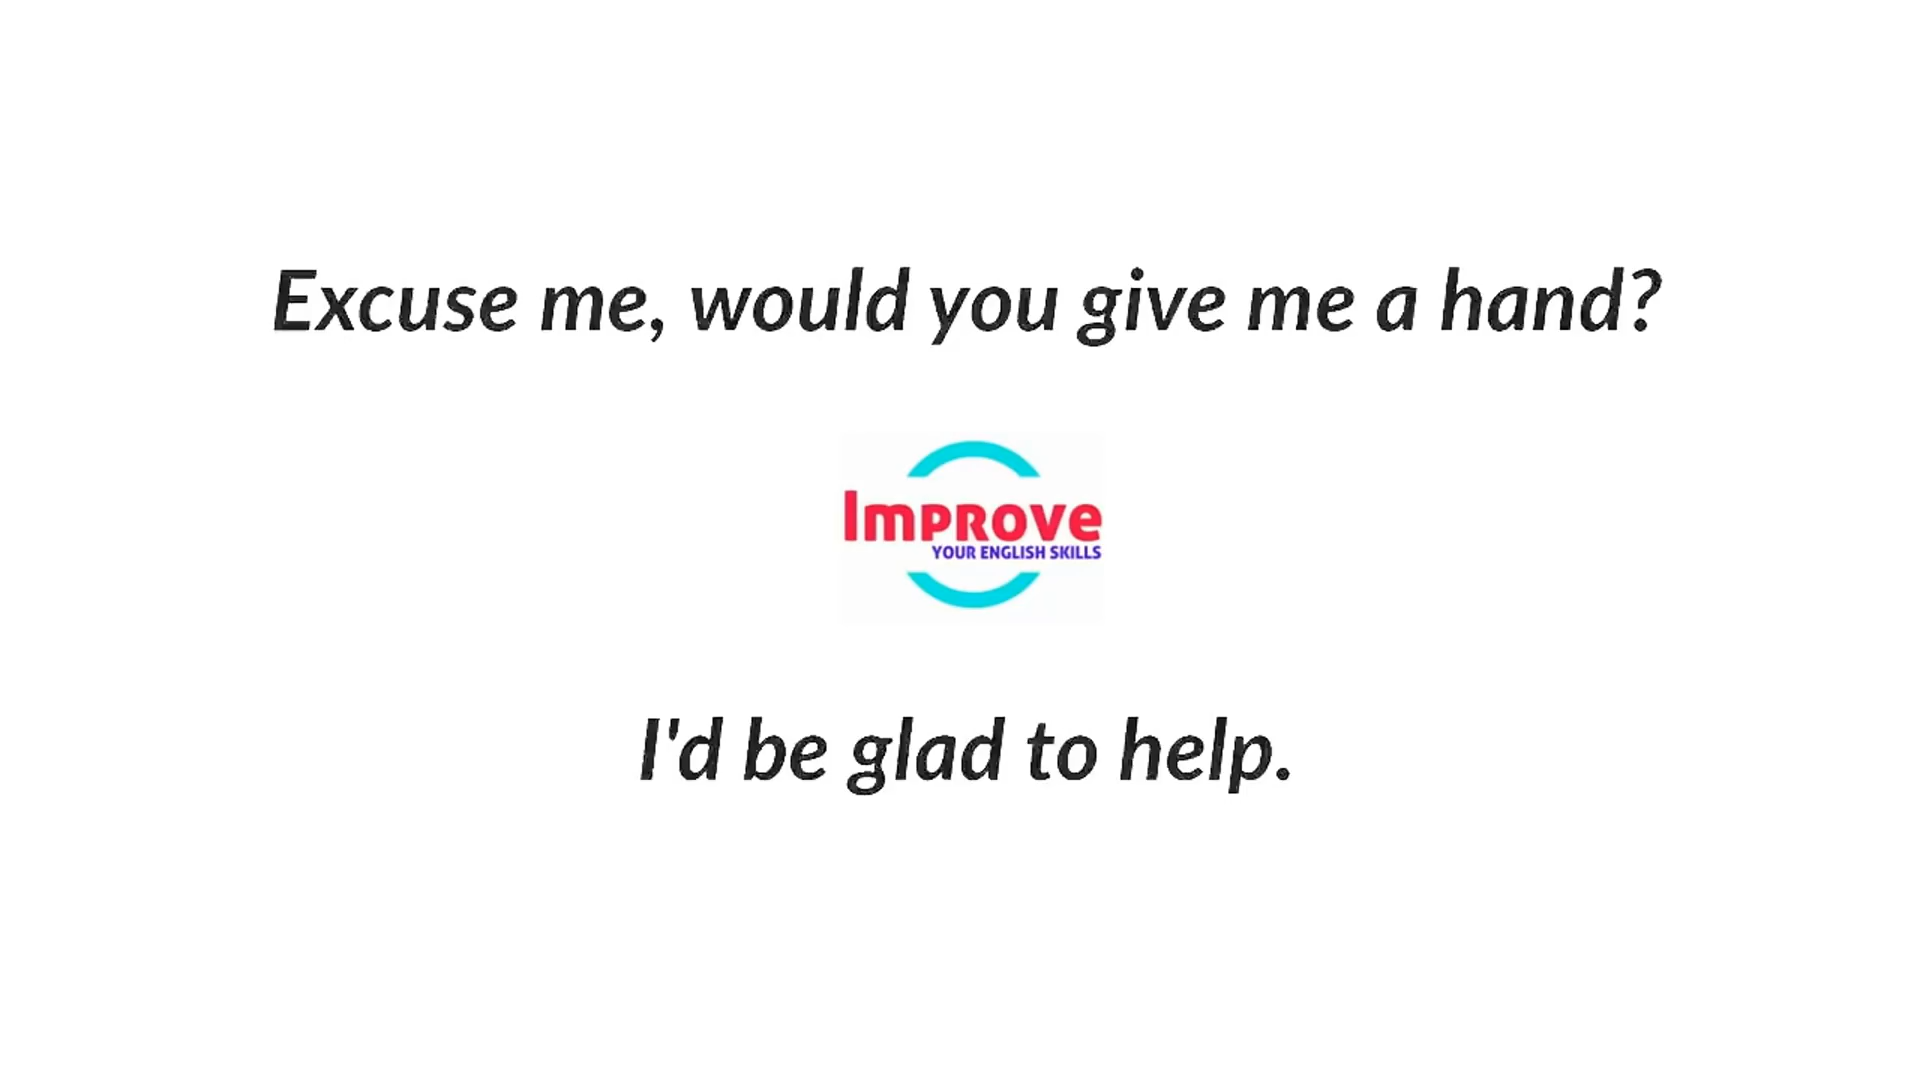 Excuse me, would you give me a hand?
Improve
YOUR ENGLISH SKILLS
I'd be glad to help.